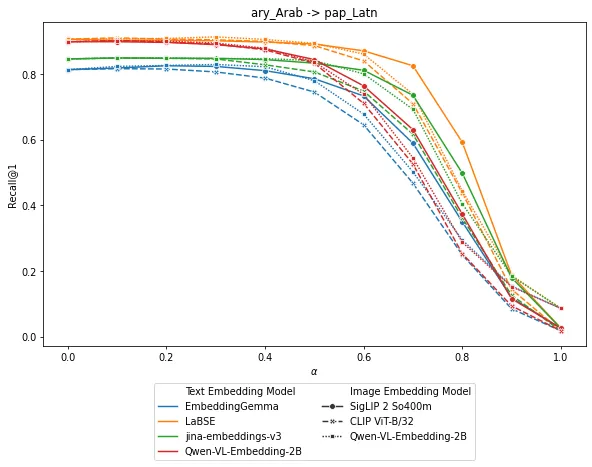 ary_Arab -> pap_Latn
Recall@1
0.8
0.6
0.4
0.2
0.0
0.0 0.2 0.4 0.6 0.8 1.0
α
Text Embedding Model Image Embedding Model
EmbeddingGemma SigLIP 2 So400m
LaBSE CLIP ViT-B/32
jina-embeddings-v3 Qwen-VL-Embedding-2B
Qwen-VL-Embedding-2B